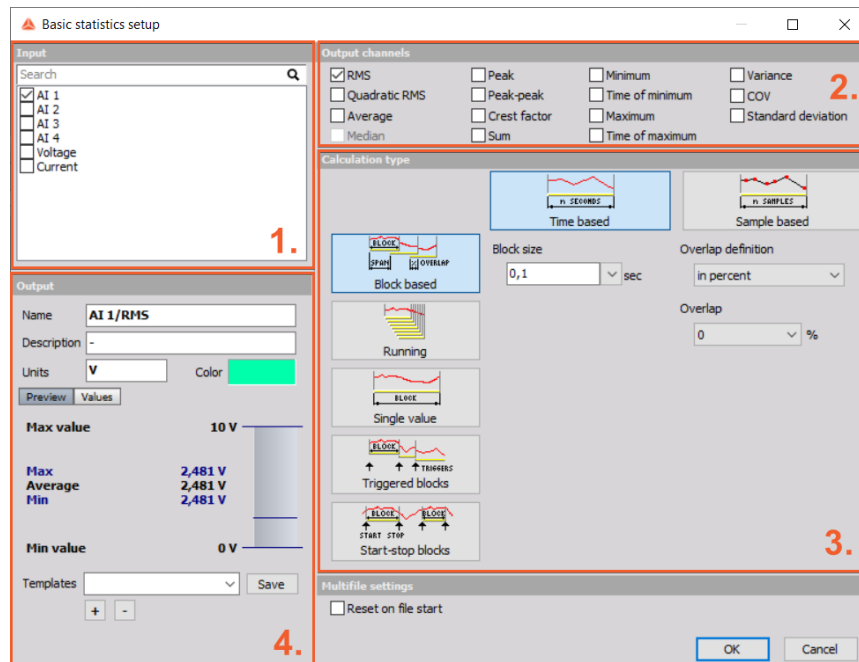 Basic statistics setup
Input
Search
AI 1
AI 2
AI 3
AI 4
Voltage
Current
1.
Output channels
RMS Peak Minimum Variance
Quadratic RMS Peak-peak Time of minimum COV
Average Crest factor Maximum Standard deviation
Median Sum Time of maximum
2.
Calculation type
n SECONDS
Time based
n SAMPLES
Sample based
BLOCK
SPAN [%] OVERLAP
Block based
Block size
0,1 sec
Overlap definition
in percent
Overlap
0 %
Running
BLOCK
Single value
BLOCK
TRIGGERS
Triggered blocks
BLOCK BLOCK
START STOP
Start-stop blocks
3.
Output
Name AI 1/RMS
Description -
Units V Color
Preview Values
Max value 10 V
Max 2,481 V
Average 2,481 V
Min 2,481 V
Min value 0 V
Templates Save
+ -
4.
Multifile settings
Reset on file start
OK Cancel